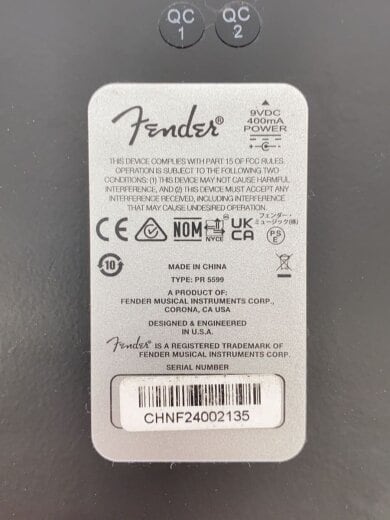 QC 1
QC 2
Fender®
9VDC
400mA
POWER
THIS DEVICE COMPLIES WITH PART 15 OF FCC RULES.
OPERATION IS SUBJECT TO THE FOLLOWING TWO
CONDITIONS: (1) THIS DEVICE MAY NOT CAUSE HARMFUL
INTERFERENCE, AND (2) THIS DEVICE MUST ACCEPT ANY
INTERFERENCE RECEIVED, INCLUDING INTERFERENCE
THAT MAY CAUSE UNDESIRED OPERATION.
フェンダー・
ミュージック(株)
CE NOM NYCE UK CA PS E
10
MADE IN CHINA
TYPE: PR 5599
A PRODUCT OF:
FENDER MUSICAL INSTRUMENTS CORP.,
CORONA, CA USA
DESIGNED & ENGINEERED
IN U.S.A.
Fender® IS A REGISTERED TRADEMARK OF
FENDER MUSICAL INSTRUMENTS CORP.
SERIAL NUMBER
CHNF24002135